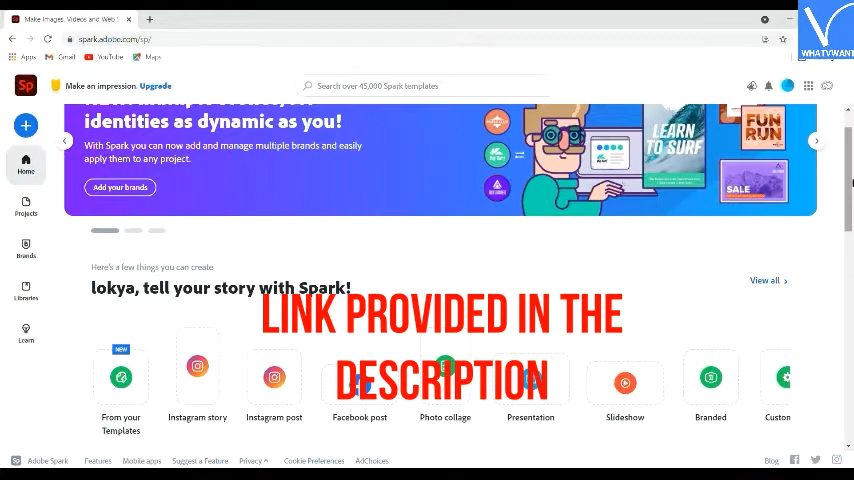 Make Images, Videos and Web S
spark.adobe.com/sp/
Apps
Gmail
YouTube
Maps
WHATVWANT
Sp
Make an impression. Upgrade
Search over 45,000 Spark templates
identities as dynamic as you!
With Spark you can now add and manage multiple brands and easily
apply them to any project.
Add your brands
LEARN
TO SURF
FUN
RUN
SALE
Home
Projects
Brands
Libraries
Learn
Here's a few things you can create
lokya, tell your story with Spark!
View all
LINK PROVIDED IN THE
DESCRIPTION
NEW
From your
Templates
Instagram story
Instagram post
Facebook post
Photo collage
Presentation
Slideshow
Branded
Custon
Adobe Spark
Features
Mobile apps
Suggest a Feature
Privacy
Cookie Preferences
AdChoices
Blog